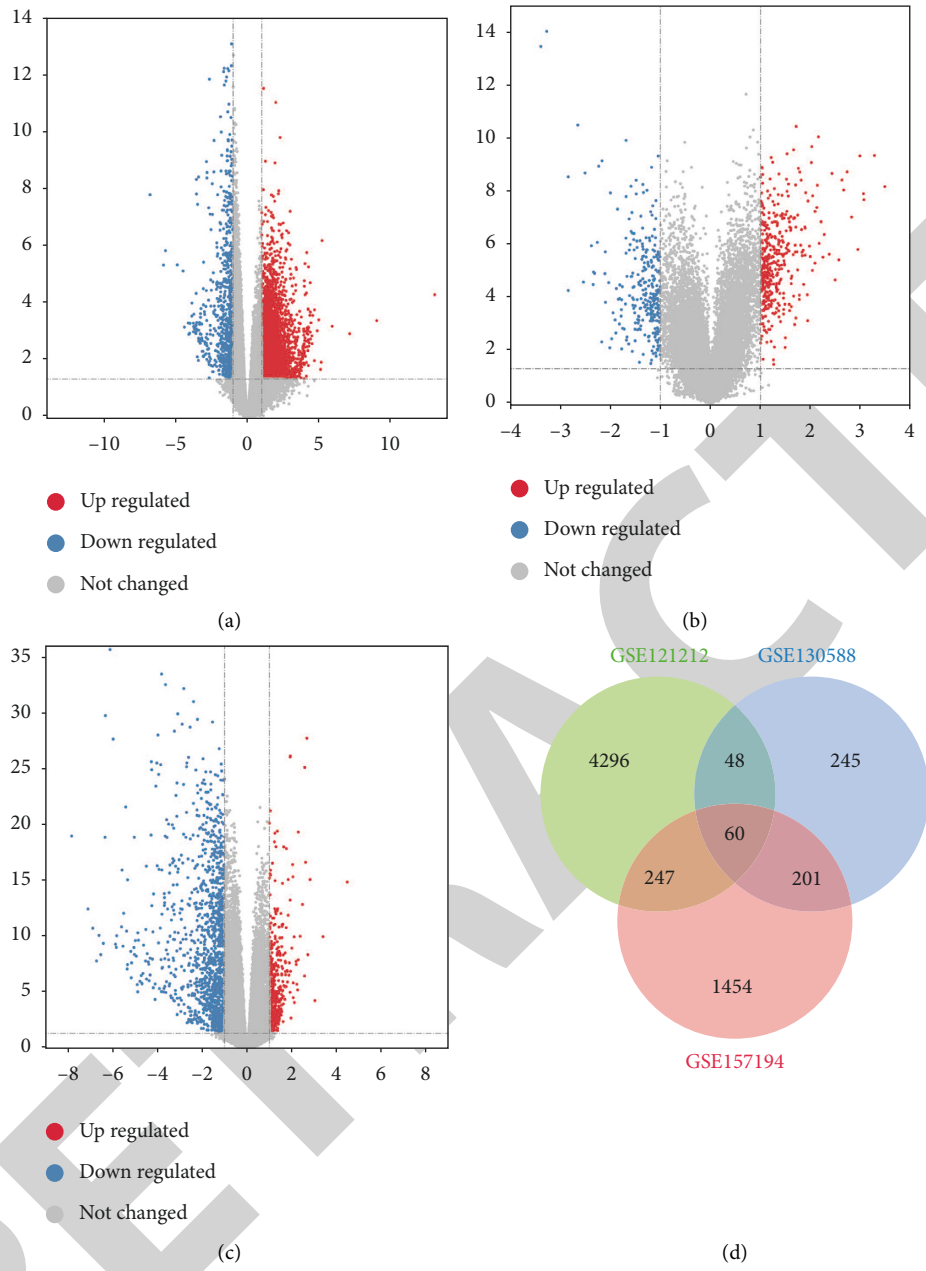 14
12
10
8
6
4
2
0
−10 −5 0 5 10
Up regulated
Down regulated
Not changed
(a)
14
12
10
8
6
4
2
0
−4 −3 −2 −1 0 1 2 3 4
Up regulated
Down regulated
Not changed
(b)
35
30
25
20
15
10
5
0
−8 −6 −4 −2 0 2 4 6 8
Up regulated
Down regulated
Not changed
(c)
GSE121212 GSE130588
4296 48 245
60
247 201
1454
GSE157194
(d)
RETRACT